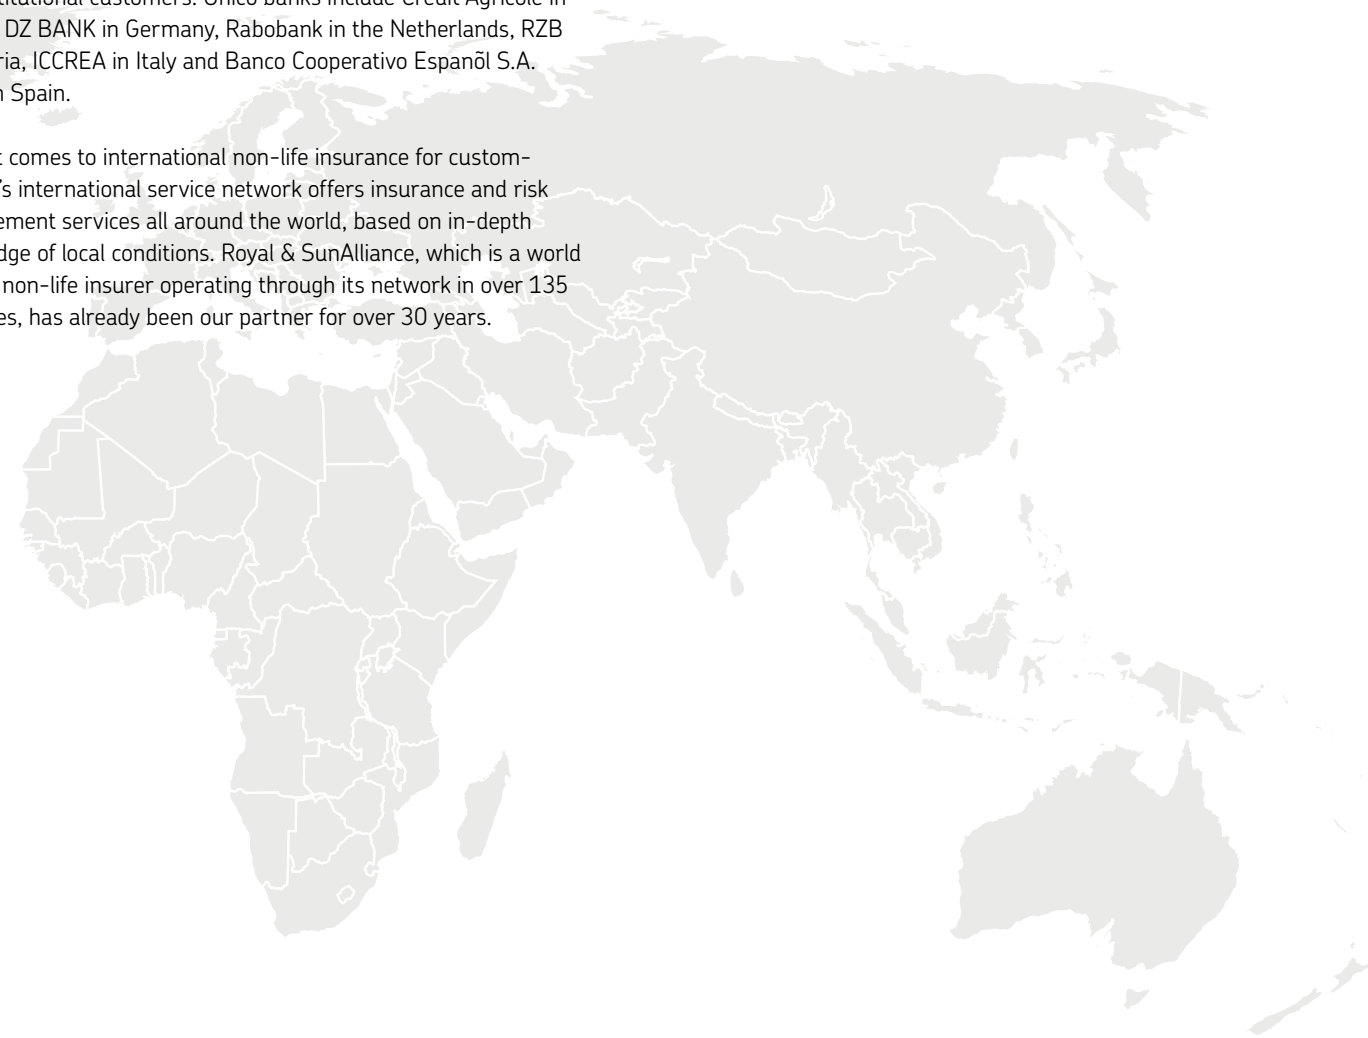 titutional customers. Unico banks include Crédit Agricole in
DZ BANK in Germany, Rabobank in the Netherlands, RZB
ria, ICCREA in Italy and Banco Cooperativo Espanõl S.A.
n Spain.
t comes to international non-life insurance for custom-
’s international service network offers insurance and risk
ement services all around the world, based on in-depth
dge of local conditions. Royal & SunAlliance, which is a world
non-life insurer operating through its network in over 135
es, has already been our partner for over 30 years.